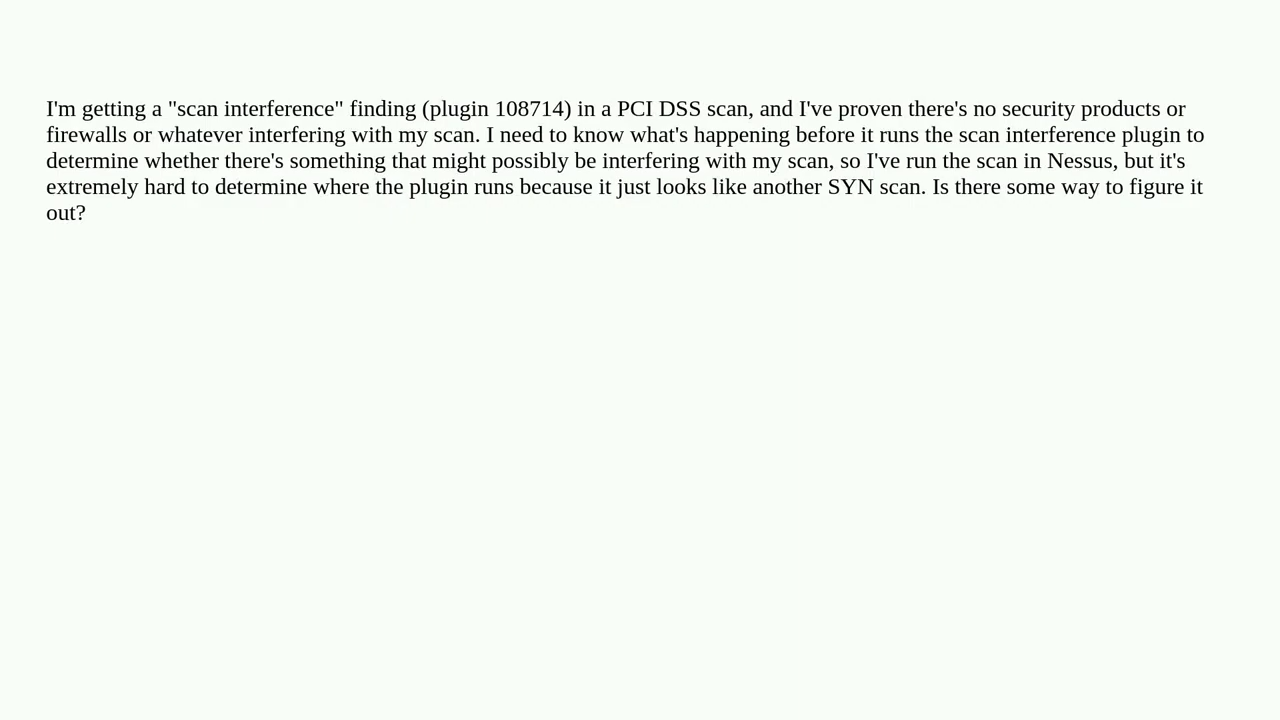 I'm getting a "scan interference" finding (plugin 108714) in a PCI DSS scan, and I've proven there's no security products or
firewalls or whatever interfering with my scan. I need to know what's happening before it runs the scan interference plugin to
determine whether there's something that might possibly be interfering with my scan, so I've run the scan in Nessus, but it's
extremely hard to determine where the plugin runs because it just looks like another SYN scan. Is there some way to figure it
out?